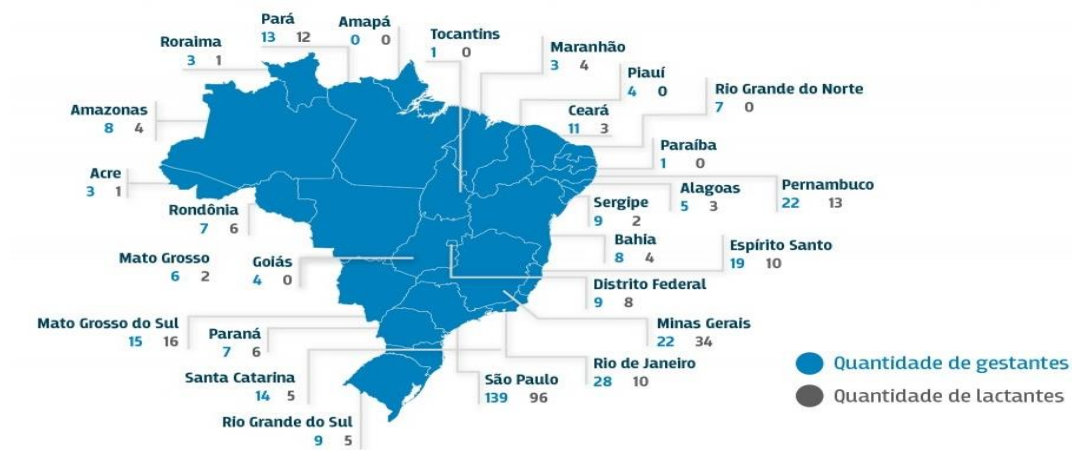 Pará
13 12
Amapá
0 0
Tocantins
1 0
Roraima
3 1
Maranhão
3 4
Piauí
4 0
Rio Grande do Norte
7 0
Amazonas
8 4
Ceará
11 3
Paraíba
1 0
Acre
3 1
Alagoas
5 3
Pernambuco
22 13
Rondônia
7 6
Sergipe
9 2
Bahia
8 4
Espírito Santo
19 10
Mato Grosso
6 2
Goiás
4 0
Distrito Federal
9 8
Mato Grosso do Sul
15 16
Paraná
7 6
Minas Gerais
22 34
Rio de Janeiro
28 10
Santa Catarina
14 5
São Paulo
139 96
Rio Grande do Sul
9 5
Quantidade de gestantes
Quantidade de lactantes